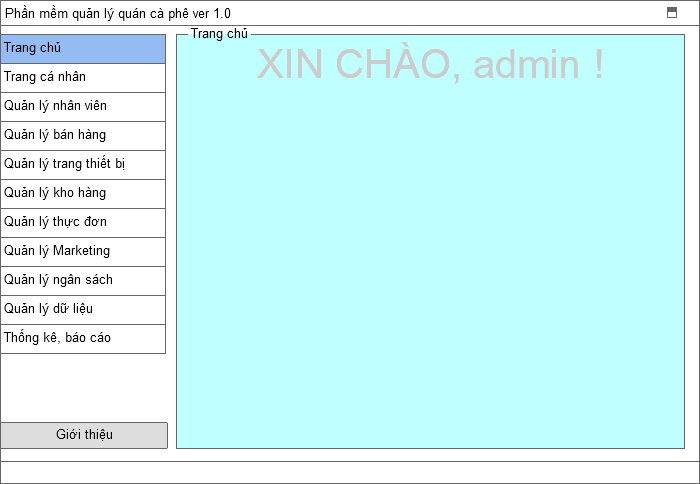 Phần mềm quản lý quán cà phê ver 1.0
Trang chủ
Trang cá nhân
Quản lý nhân viên
Quản lý bán hàng
Quản lý trang thiết bị
Quản lý kho hàng
Quản lý thực đơn
Quản lý Marketing
Quản lý ngân sách
Quản lý dữ liệu
Thống kê, báo cáo
Giới thiệu
Trang chủ
XIN CHÀO, admin !